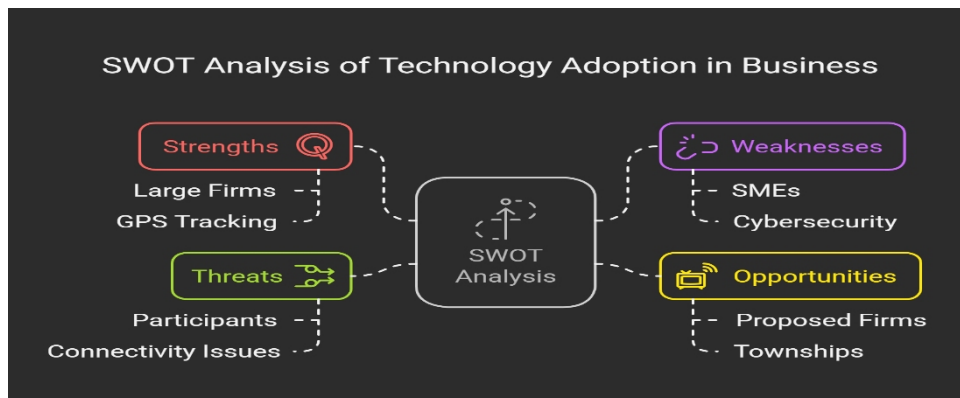 SWOT Analysis of Technology Adoption in Business
Strengths
Large Firms
GPS Tracking
Weaknesses
SMEs
Cybersecurity
SWOT
Analysis
Threats
Participants
Connectivity Issues
Opportunities
Proposed Firms
Townships